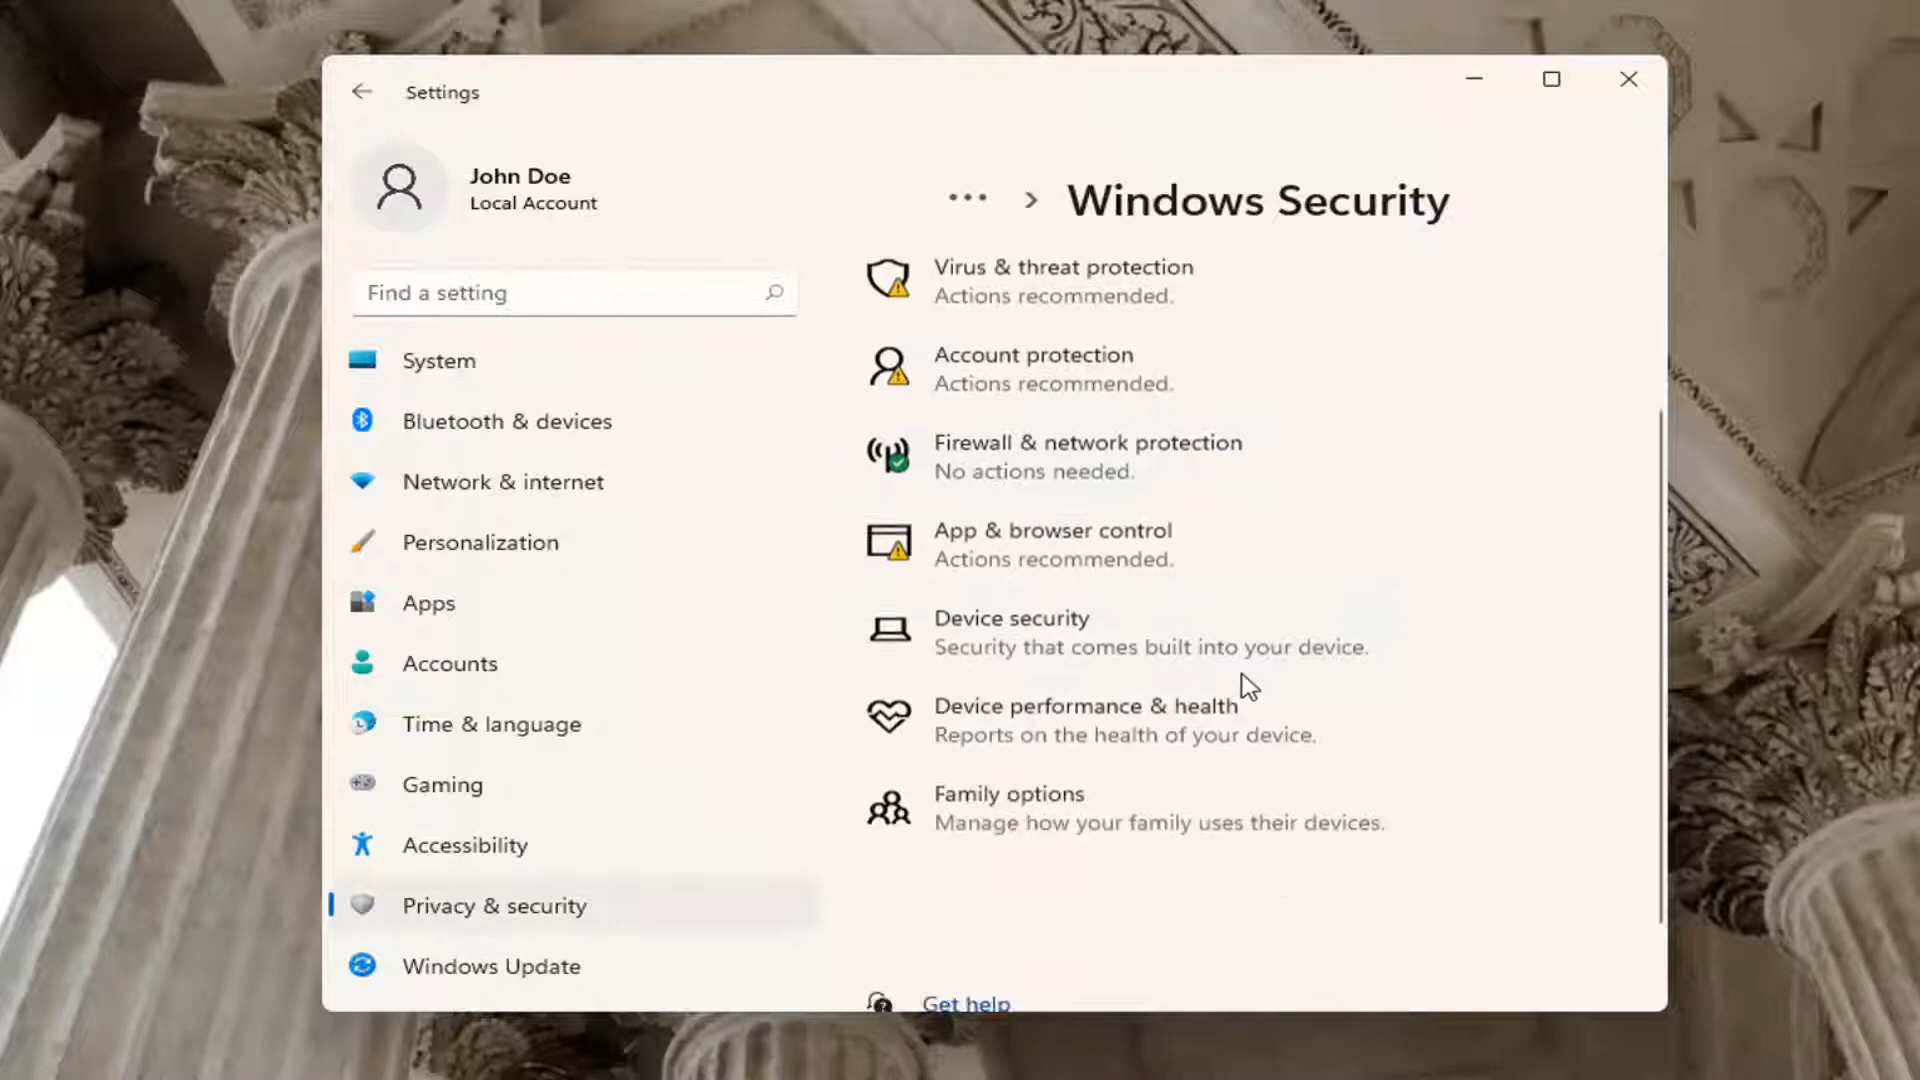 Settings
John Doe
Local Account
Find a setting
System
Bluetooth & devices
Network & internet
Personalization
Apps
Accounts
Time & language
Gaming
Accessibility
Privacy & security
Windows Update
... > Windows Security
Virus & threat protection
Actions recommended.
Account protection
Actions recommended.
Firewall & network protection
No actions needed.
App & browser control
Actions recommended.
Device security
Security that comes built into your device.
Device performance & health
Reports on the health of your device.
Family options
Manage how your family uses their devices.
Get help